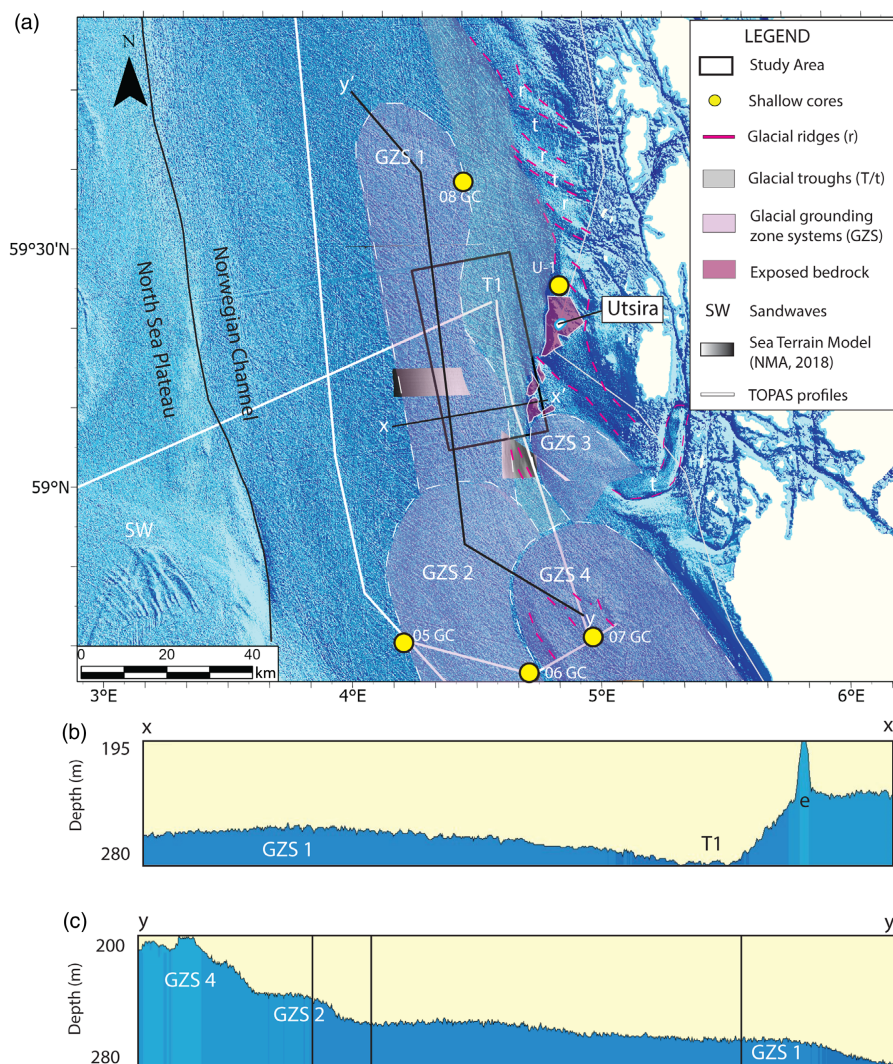 (a)
N
y'
GZS 1
08 GC
r
t
r
t
r
r
59°30'N
T1
U-1
Utsira
North Sea Plateau
Norwegian Channel
x
x'
GZS 3
59°N
t
SW
GZS 2
GZS 4
y
05 GC
07 GC
06 GC
0 20 40
km
3°E 4°E 5°E 6°E
LEGEND
Study Area
Shallow cores
Glacial ridges (r)
Glacial troughs (T/t)
Glacial grounding
zone systems (GZS)
Exposed bedrock
SW Sandwaves
Sea Terrain Model
(NMA, 2018)
TOPAS profiles
(b)
x x'
195
Depth (m)
280
GZS 1
T1
e
(c)
y y'
200
Depth (m)
280
GZS 4
GZS 2
GZS 1